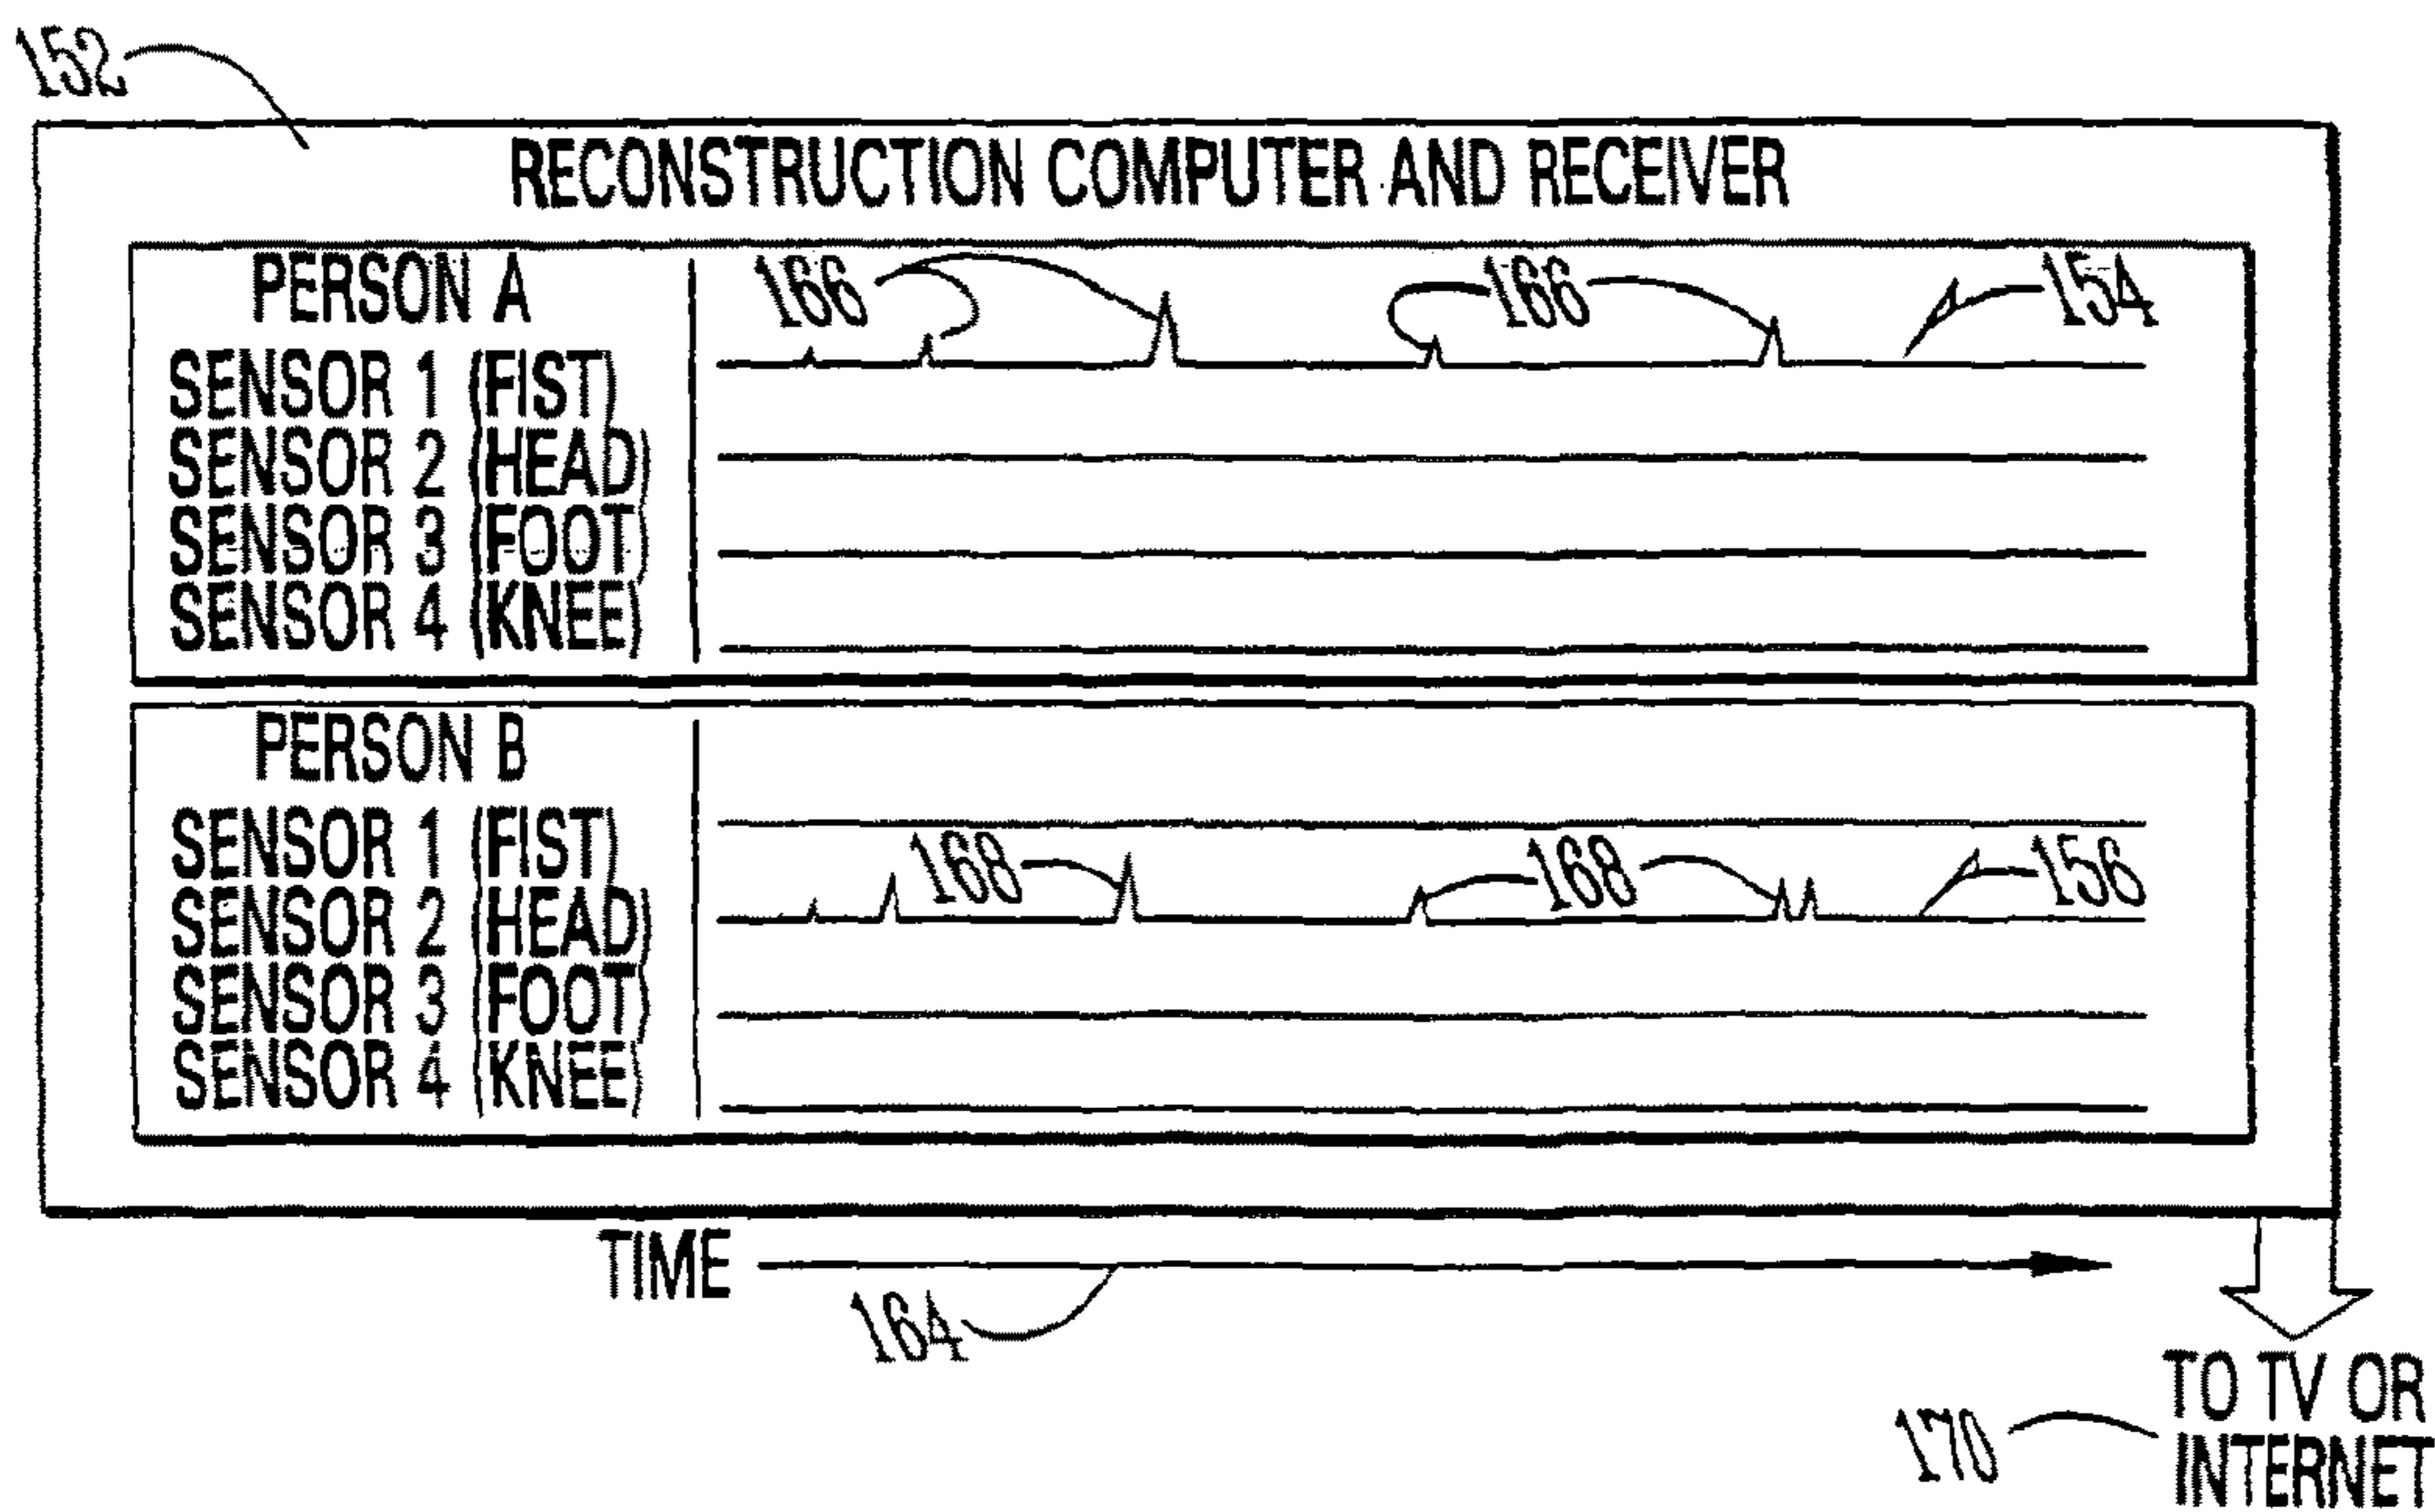 152
RECONSTRUCTION COMPUTER AND RECEIVER
PERSON A
166
166
154
SENSOR 1 (FIST)
SENSOR 2 (HEAD)
SENSOR 3 (FOOT)
SENSOR 4 (KNEE)
PERSON B
SENSOR 1 (FIST)
168
168
156
SENSOR 2 (HEAD)
SENSOR 3 (FOOT)
SENSOR 4 (KNEE)
TIME
164
TO TV OR
INTERNET
170